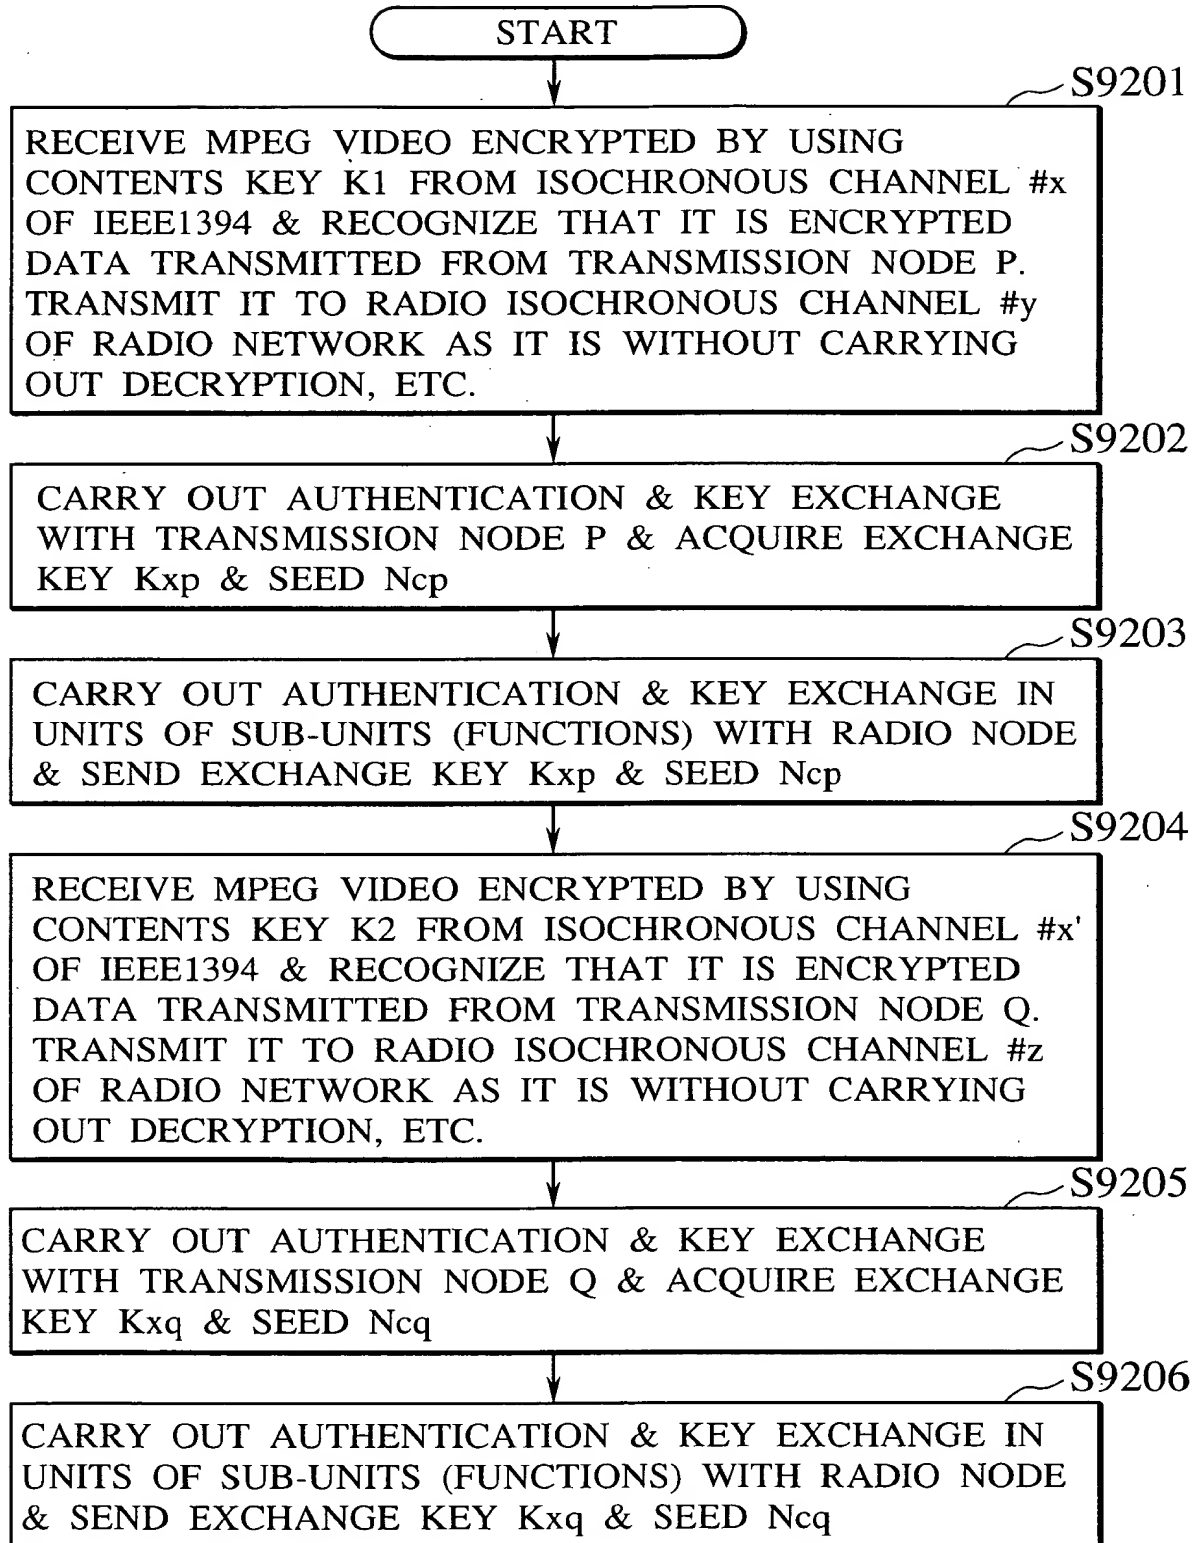 START
S9201
RECEIVE MPEG VIDEO ENCRYPTED BY USING
CONTENTS KEY K1 FROM ISOCHRONOUS CHANNEL #x
OF IEEE1394 & RECOGNIZE THAT IT IS ENCRYPTED
DATA TRANSMITTED FROM TRANSMISSION NODE P.
TRANSMIT IT TO RADIO ISOCHRONOUS CHANNEL #y
OF RADIO NETWORK AS IT IS WITHOUT CARRYING
OUT DECRYPTION, ETC.
S9202
CARRY OUT AUTHENTICATION & KEY EXCHANGE
WITH TRANSMISSION NODE P & ACQUIRE EXCHANGE
KEY Kxp & SEED Ncp
S9203
CARRY OUT AUTHENTICATION & KEY EXCHANGE IN
UNITS OF SUB-UNITS (FUNCTIONS) WITH RADIO NODE
& SEND EXCHANGE KEY Kxp & SEED Ncp
S9204
RECEIVE MPEG VIDEO ENCRYPTED BY USING
CONTENTS KEY K2 FROM ISOCHRONOUS CHANNEL #x'
OF IEEE1394 & RECOGNIZE THAT IT IS ENCRYPTED
DATA TRANSMITTED FROM TRANSMISSION NODE Q.
TRANSMIT IT TO RADIO ISOCHRONOUS CHANNEL #z
OF RADIO NETWORK AS IT IS WITHOUT CARRYING
OUT DECRYPTION, ETC.
S9205
CARRY OUT AUTHENTICATION & KEY EXCHANGE
WITH TRANSMISSION NODE Q & ACQUIRE EXCHANGE
KEY Kxq & SEED Ncq
S9206
CARRY OUT AUTHENTICATION & KEY EXCHANGE IN
UNITS OF SUB-UNITS (FUNCTIONS) WITH RADIO NODE
& SEND EXCHANGE KEY Kxq & SEED Ncq